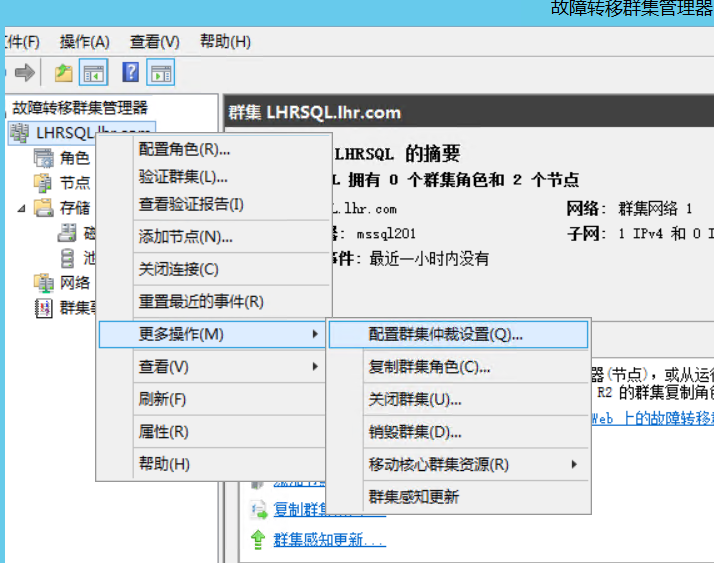 故障转移群集管理器
文件(F) 操作(A) 查看(V) 帮助(H)
故障转移群集管理器
LHRSQL.lhr.com
角色
节点
存储
磁
池
网络
群集
群集 LHRSQL.lhr.com
LHRSQL 的摘要
L 拥有 0 个群集角色和 2 个节点
.lhr.com
网络: 群集网络 1
: mssql201
子网: 1 IPv4 和 0 I
事件: 最近一小时内没有
配置角色(R)...
验证群集(L)...
查看验证报告(I)
添加节点(N)...
关闭连接(C)
重置最近的事件(R)
更多操作(M)
查看(V)
刷新(F)
属性(R)
帮助(H)
配置群集仲裁设置(Q)...
复制群集角色(C)...
关闭群集(U)...
销毁群集(D)...
移动核心群集资源(R)
群集感知更新
器(节点), 或从运行
R2 的群集复制角色
Web 上的故障转移群
复制群集
群集感知更新...